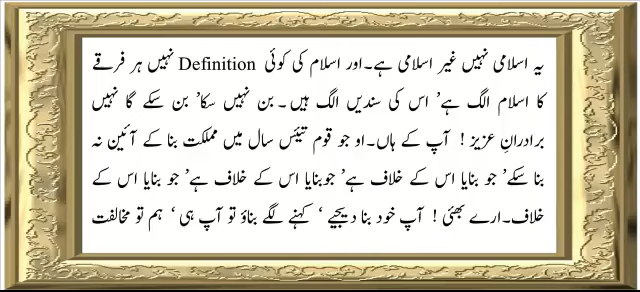 یہ اسلامی نہیں غیر اسلامی ہے۔اور اسلام کی کوئی Definition نہیں ہر فرقے
کا اسلام الگ ہے’ اس کی سندیں الگ ہیں۔ بن نہیں سکا’ بن سکے گا نہیں
برادرانِ عزیز ! آپ کے ہاں۔او جو قوم تیئس سال میں مملکت بنا کے آئین نہ
بنا سکے’ جو بنایا اس کے خلاف ہے’ جوبنایا اس کے خلاف ہے’ جو بنایا اس کے
خلاف۔ارے بھئی ! آپ خود بنا دیجیے ‘ کہنے لگے بناؤ تو آپ ہی ‘ ہم تو مخالفت